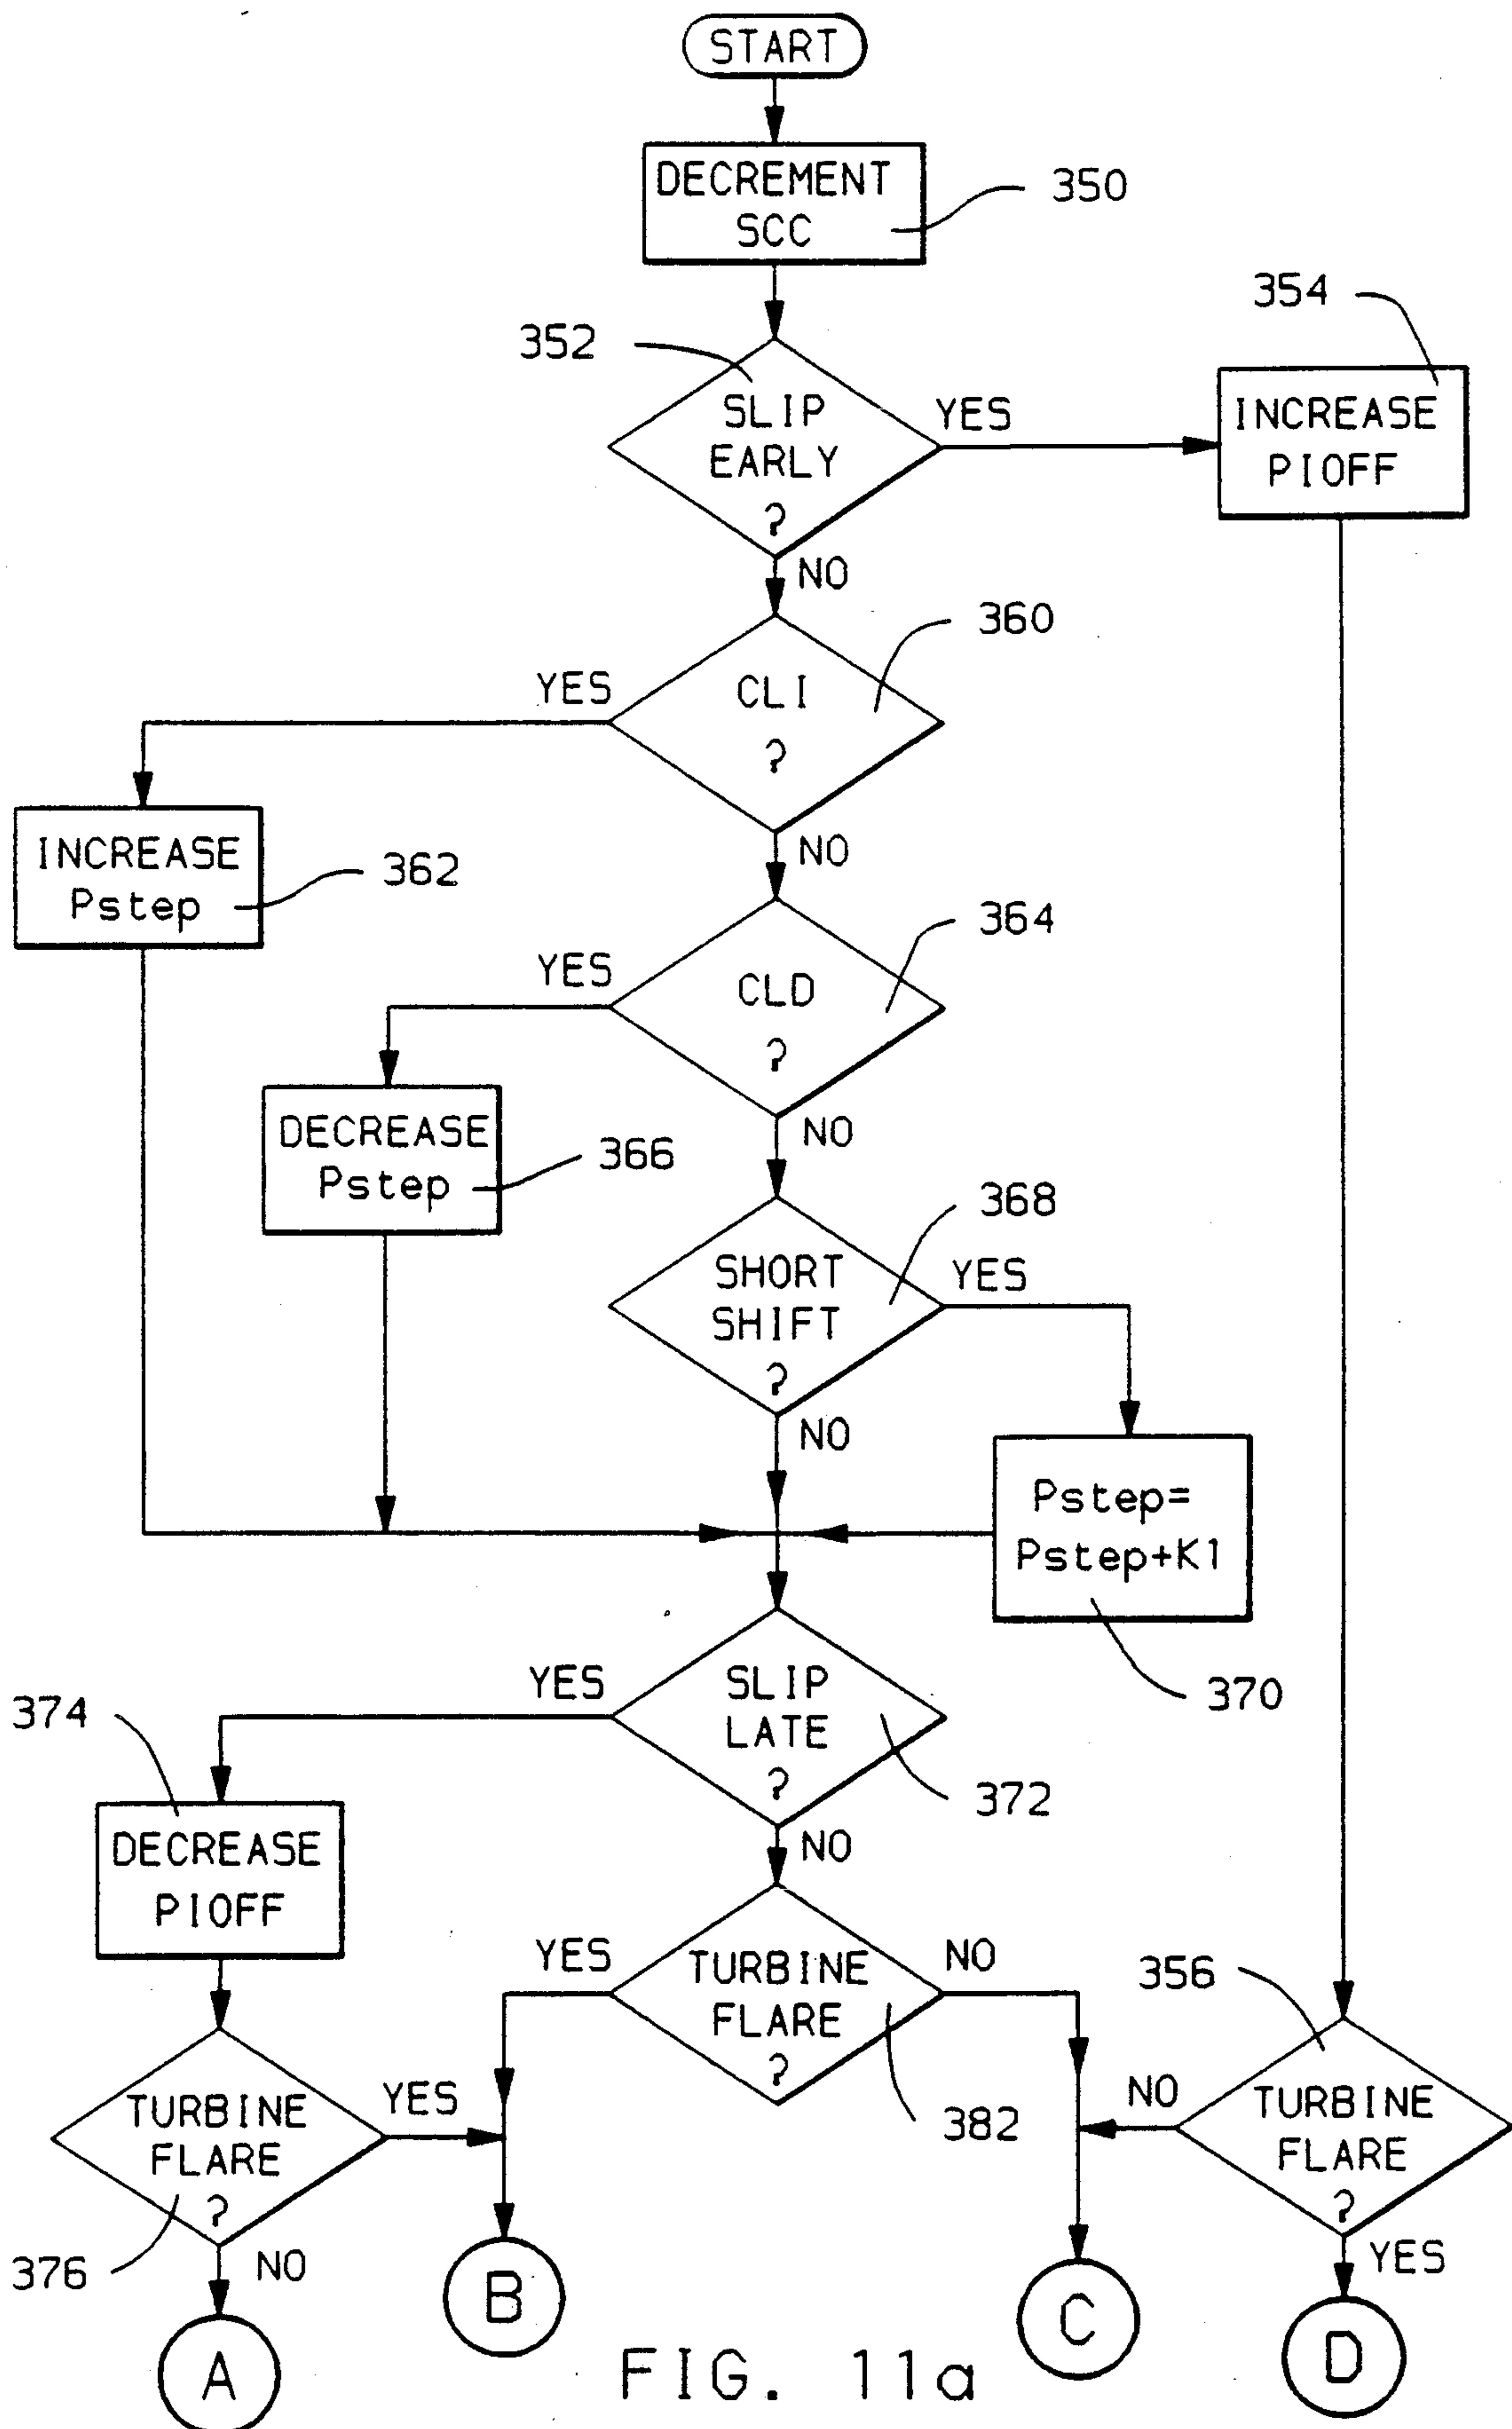 START
DECREMENT
SCC
350
354
352
SLIP
EARLY
?
YES
INCREASE
PIOFF
NO
360
YES
CLI
?
INCREASE
Pstep
362
NO
364
YES
CLD
?
DECREASE
Pstep
366
NO
368
SHORT
SHIFT
?
YES
NO
Pstep=
Pstep+K1
370
YES
SLIP
LATE
?
372
374
DECREASE
PIOFF
NO
YES
TURBINE
FLARE
?
NO
382
356
TURBINE
FLARE
?
YES
NO
TURBINE
FLARE
?
376
NO
YES
A
B
C
D
FIG. 11a